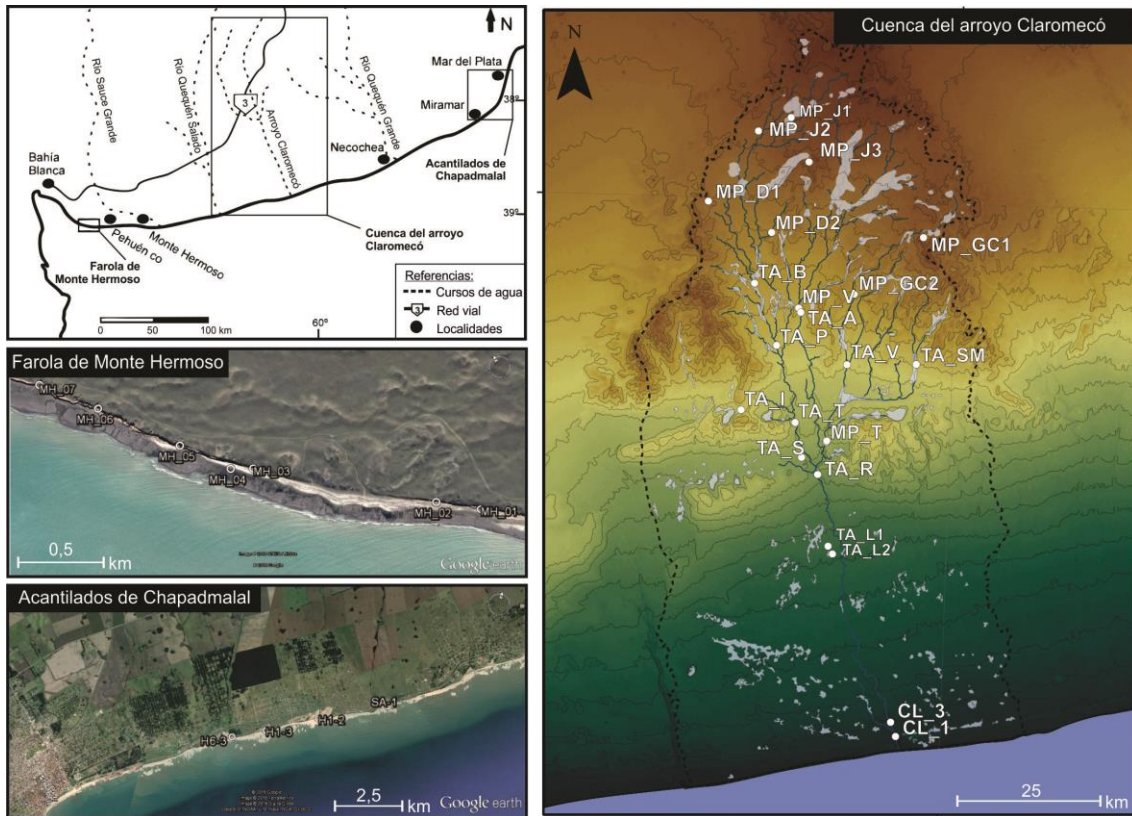 N
Mar del Plata
38º
Miramar
Río Sauce Grande
Río Quequén Salado
3
Arroyo Claromecó
Río Quequén Grande
Necochea
Acantilados de
Chapadmalal
Bahía
Blanca
39º
Pehuén co
Monte Hermoso
Cuenca del arroyo
Claromecó
Farola de
Monte Hermoso
Referencias:
Cursos de agua
3 Red vial
Localidades
0 50 100 km
60º
Farola de Monte Hermoso
MH_07
MH_06
MH_05
MH_04
MH_03
MH_02
MH_01
0,5
km
Google earth
Acantilados de Chapadmalal
SA-1
H1-2
H1-3
H6-3
2,5
km
Google earth
Cuenca del arroyo Claromecó
N
MP_J1
MP_J2
MP_J3
MP_D1
MP_D2
MP_GC1
TA_B
MP_GC2
MP_V
TA_A
TA_P
TA_V
TA_SM
TA_I
TA_T
MP_T
TA_S
TA_R
TA_L1
TA_L2
CL_3
CL_1
25
km